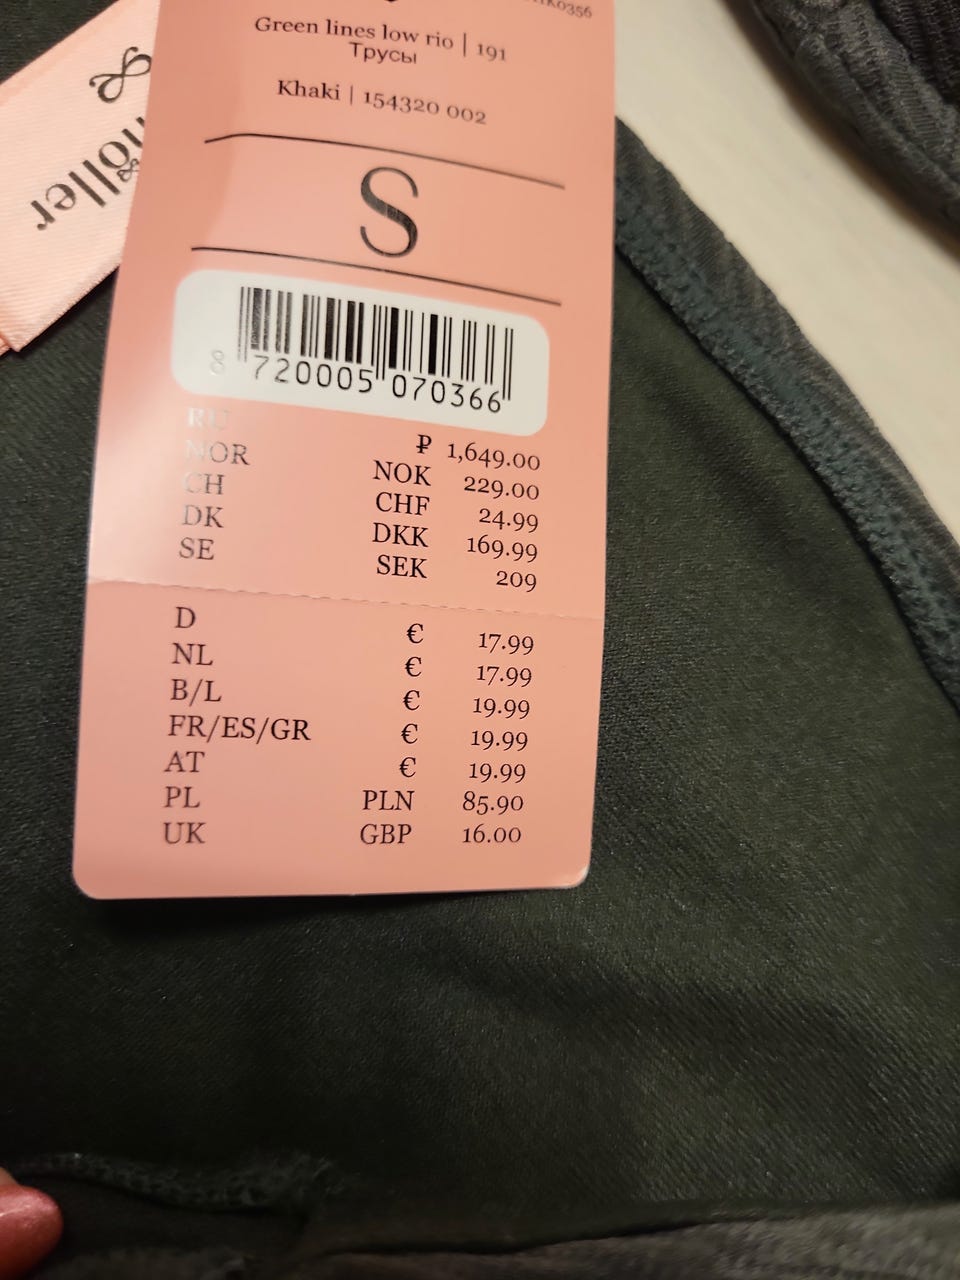 Green lines low rio | 191
Трусы
Khaki | 154320 002
S
8 720005 070366
RU ₽ 1,649.00
NOR NOK 229.00
CH CHF 24.99
DK DKK 169.99
SE SEK 209
D € 17.99
NL € 17.99
B/L € 19.99
FR/ES/GR € 19.99
AT € 19.99
PL PLN 85.90
UK GBP 16.00